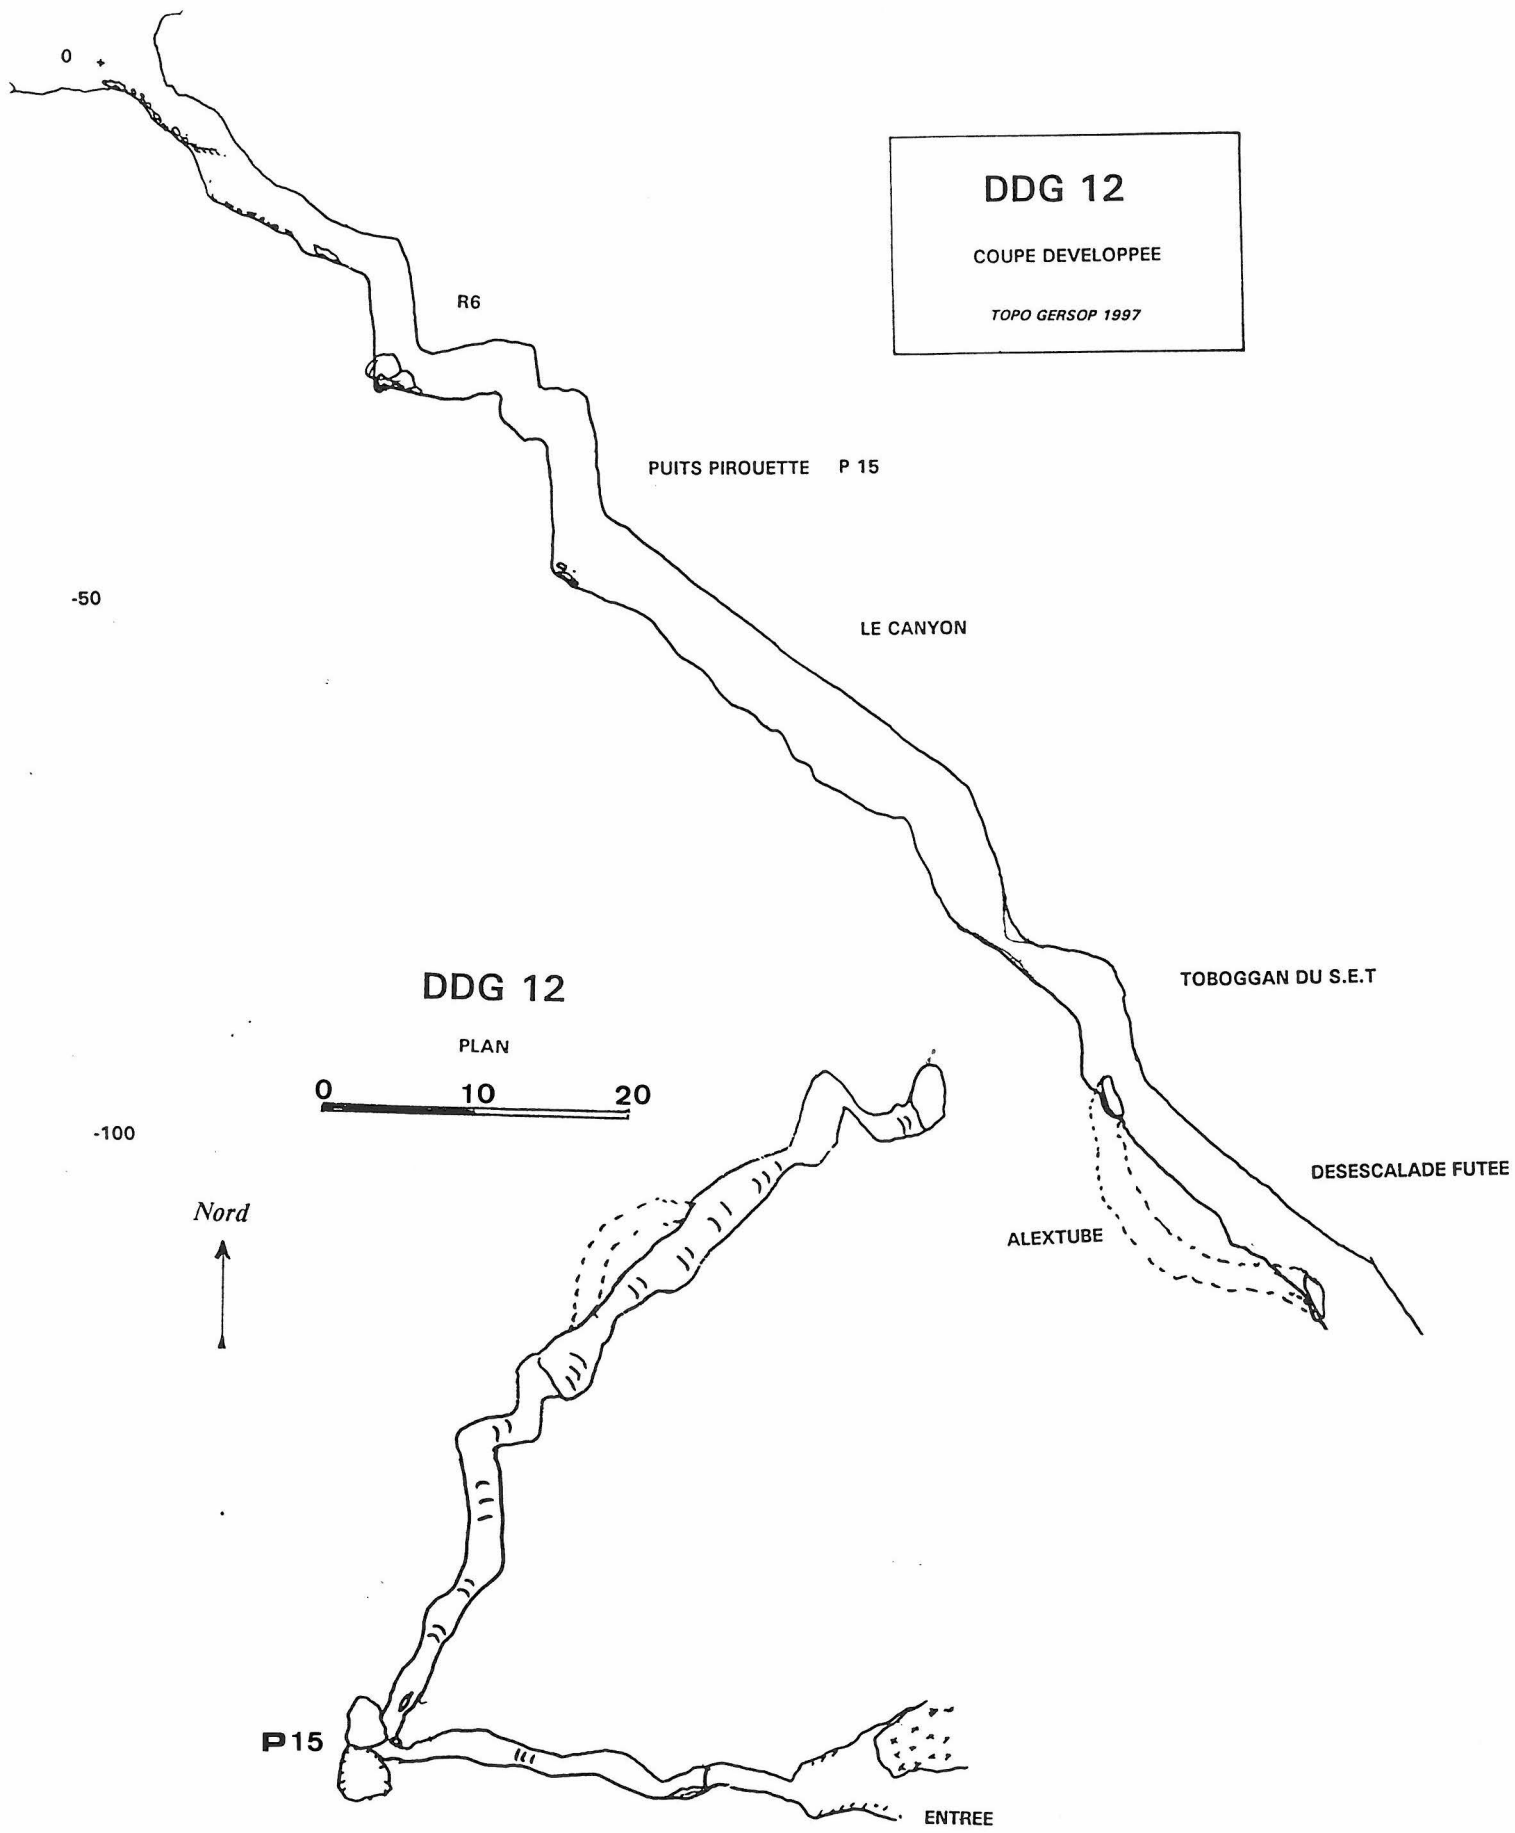 0
DDG 12
COUPE DEVELOPPEE
TOPO GERSOP 1997
R6
PUITS PIROUETTE P 15
-50
LE CANYON
TOBOGGAN DU S.E.T
DDG 12
PLAN
0 10 20
-100
DESESCALADE FUTEE
Nord
ALEXTUBE
P15
ENTREE